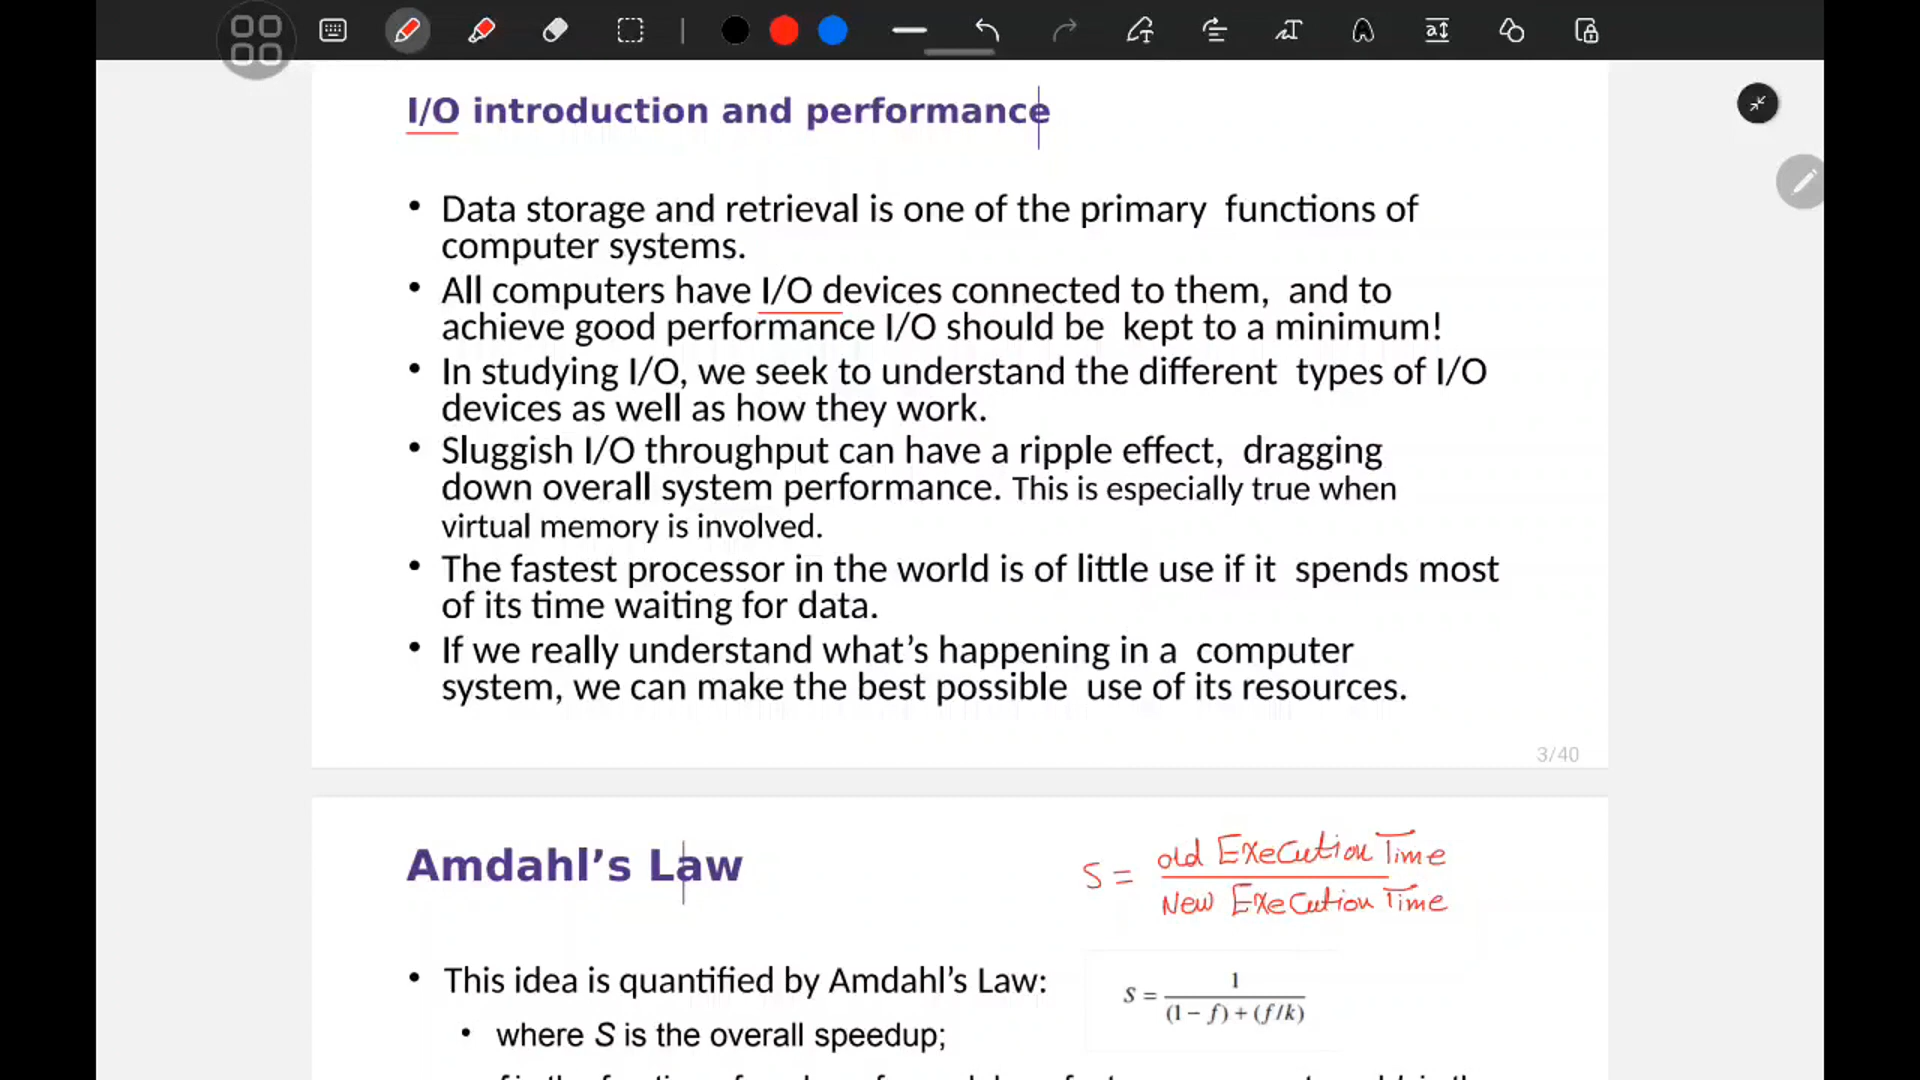 I/O introduction and performance
• Data storage and retrieval is one of the primary functions of
computer systems.
• All computers have I/O devices connected to them, and to
achieve good performance I/O should be kept to a minimum!
• In studying I/O, we seek to understand the different types of I/O
devices as well as how they work.
• Sluggish I/O throughput can have a ripple effect, dragging
down overall system performance. This is especially true when
virtual memory is involved.
• The fastest processor in the world is of little use if it spends most
of its time waiting for data.
• If we really understand what’s happening in a computer
system, we can make the best possible use of its resources.
3/40
Amdahl’s Law
S = old Execution Time / New Execution Time
• This idea is quantified by Amdahl’s Law:
S = 1 / (1 – f) + (f/k)
• where S is the overall speedup;